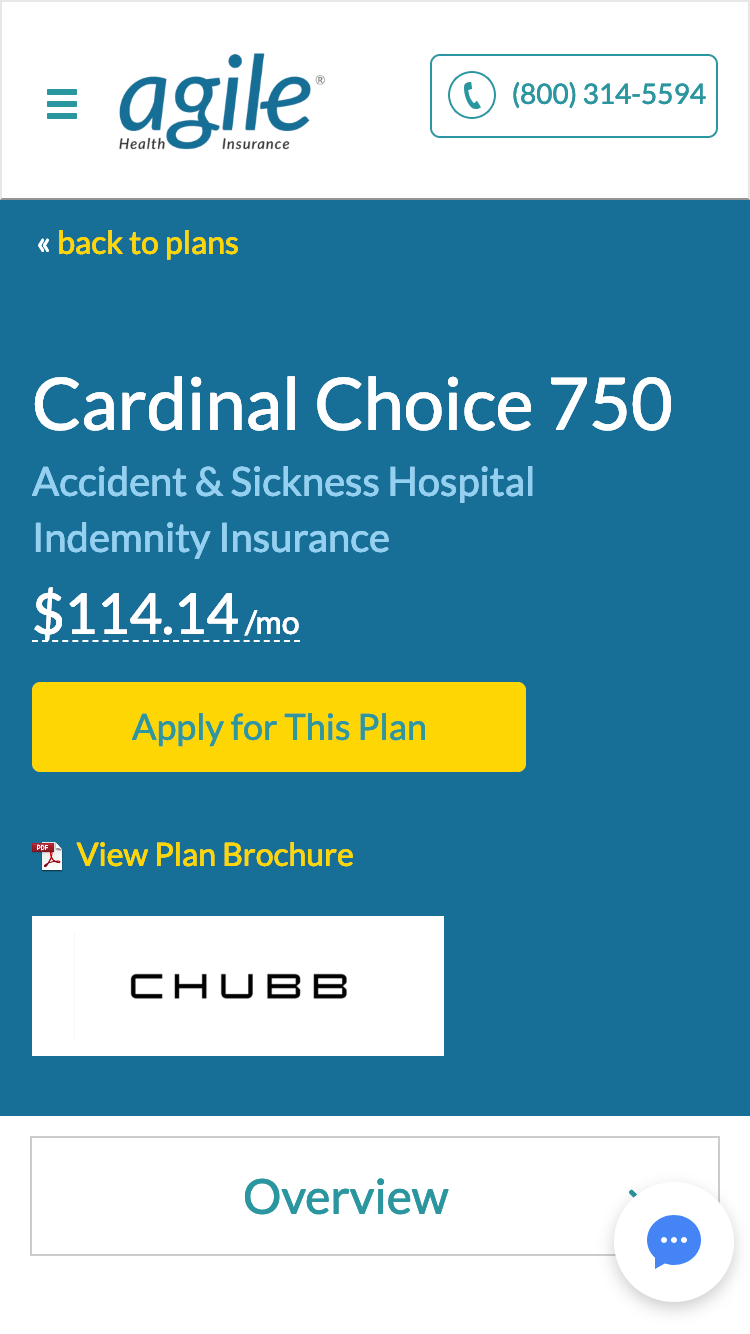 agile®
Health Insurance
(800) 314-5594
« back to plans
Cardinal Choice 750
Accident & Sickness Hospital
Indemnity Insurance
$114.14 /mo
Apply for This Plan
PDF
View Plan Brochure
CHUBB
Overview